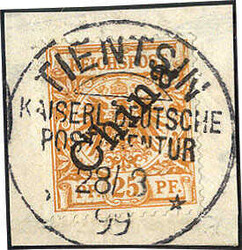 TIENTSIN
KAISERL. DEUTSCHE
POSTAGENTUR
China
28/3
99
25 PF.